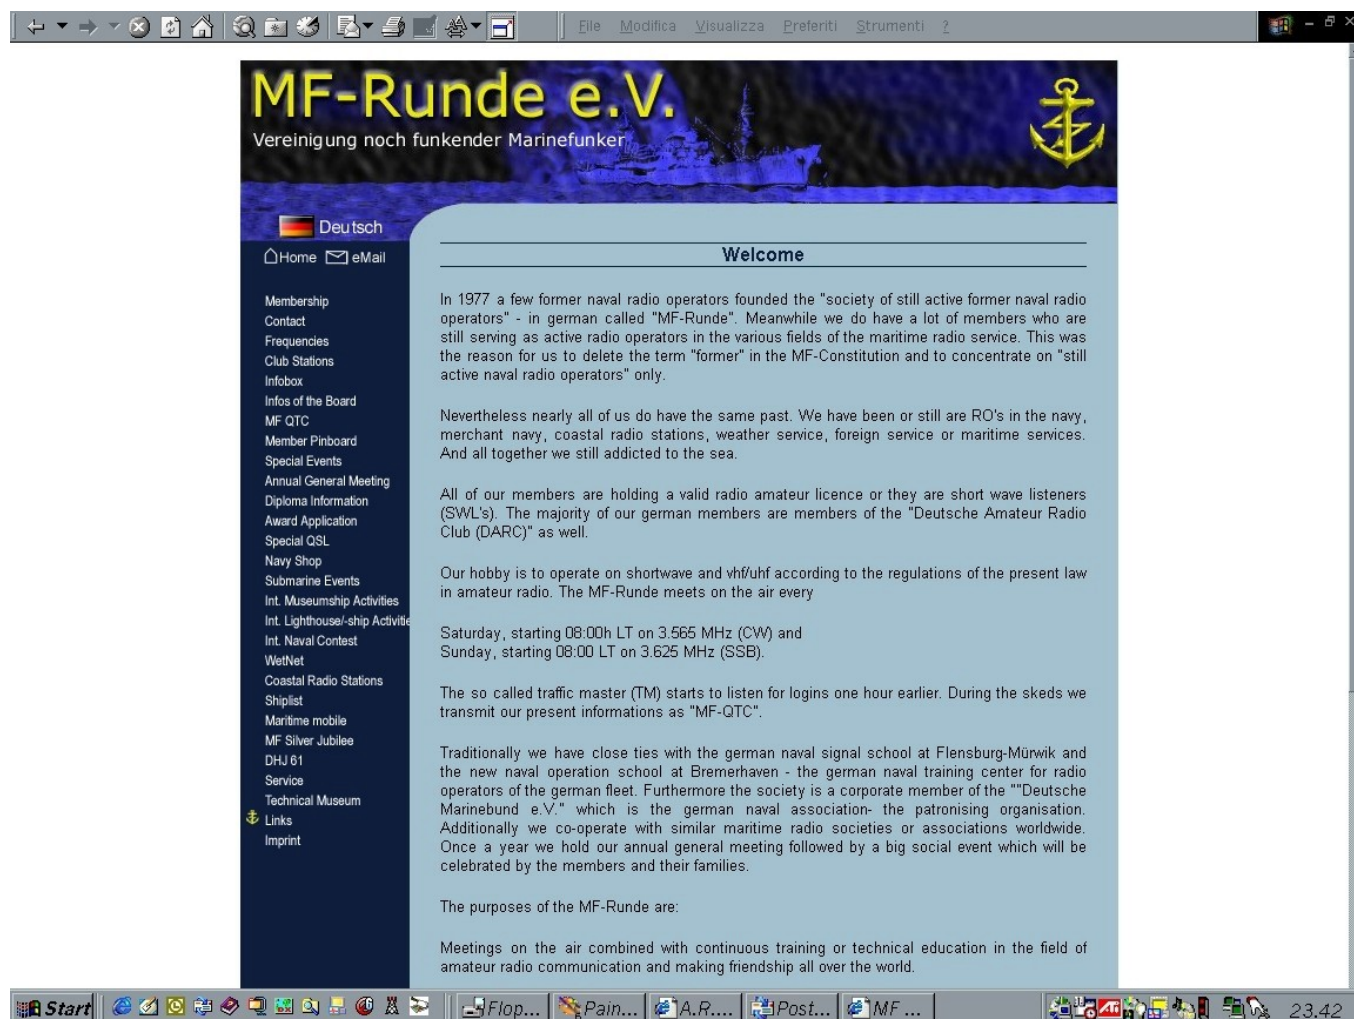 File Modifica Visualizza Preferiti Strumenti ?
MF-Runde e.V.
Vereinigung noch funkender Marinefunker
Deutsch
Home eMail
Membership
Contact
Frequencies
Club Stations
Infobox
Infos of the Board
MF QTC
Member Pinboard
Special Events
Annual General Meeting
Diploma Information
Award Application
Special QSL
Navy Shop
Submarine Events
Int. Museumship Activities
Int. Lighthouse/-ship Activitie
Int. Naval Contest
WetNet
Coastal Radio Stations
Shiplist
Maritime mobile
MF Silver Jubilee
DHJ 61
Service
Technical Museum
Links
Imprint
Welcome
In 1977 a few former naval radio operators founded the "society of still active former naval radio
operators" - in german called "MF-Runde". Meanwhile we do have a lot of members who are
still serving as active radio operators in the various fields of the maritime radio service. This was
the reason for us to delete the term "former" in the MF-Constitution and to concentrate on "still
active naval radio operators" only.
Nevertheless nearly all of us do have the same past. We have been or still are RO's in the navy,
merchant navy, coastal radio stations, weather service, foreign service or maritime services.
And all together we still addicted to the sea.
All of our members are holding a valid radio amateur licence or they are short wave listeners
(SWL's). The majority of our german members are members of the "Deutsche Amateur Radio
Club (DARC)" as well.
Our hobby is to operate on shortwave and vhf/uhf according to the regulations of the present law
in amateur radio. The MF-Runde meets on the air every
Saturday, starting 08:00h LT on 3.565 MHz (CW) and
Sunday, starting 08:00 LT on 3.625 MHz (SSB).
The so called traffic master (TM) starts to listen for logins one hour earlier. During the skeds we
transmit our present informations as "MF-QTC".
Traditionally we have close ties with the german naval signal school at Flensburg-Mürwik and
the new naval operation school at Bremerhaven - the german naval training center for radio
operators of the german fleet. Furthermore the society is a corporate member of the ""Deutsche
Marinebund e.V." which is the german naval association- the patronising organisation.
Additionally we co-operate with similar maritime radio societies or associations worldwide.
Once a year we hold our annual general meeting followed by a big social event which will be
celebrated by the members and their families.
The purposes of the MF-Runde are:
Meetings on the air combined with continuous training or technical education in the field of
amateur radio communication and making friendship all over the world.
Start Flop... Pain... A.R.... Post... MF ... 23.42